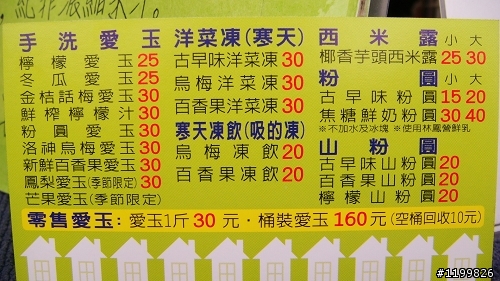 手洗愛玉
檸檬愛玉 25
冬瓜愛玉 25
金桔話梅愛玉 30
鮮榨檸檬汁 30
粉圓愛玉 30
洛神烏梅愛玉 30
新鮮百香果愛玉 30
鳳梨愛玉(季節限定) 30
芒果愛玉(季節限定)
洋菜凍(寒天)
古早味洋菜凍 30
烏梅洋菜凍 30
百香果洋菜凍 30
寒天凍飲(吸的凍)
烏梅凍飲 20
百香果凍飲 20
西米露 小 大
椰香芋頭西米露 25 30
粉圓 小 大
古早味粉圓 15 20
焦糖鮮奶粉圓 30 40
※不加水及冰塊 ※使用林鳳營鮮乳
山粉圓
古早味山粉圓 20
百香果山粉圓 20
檸檬山粉圓 20
零售愛玉:愛玉1斤 30 元．桶裝愛玉 160 元(空桶回收10元)
#1199826